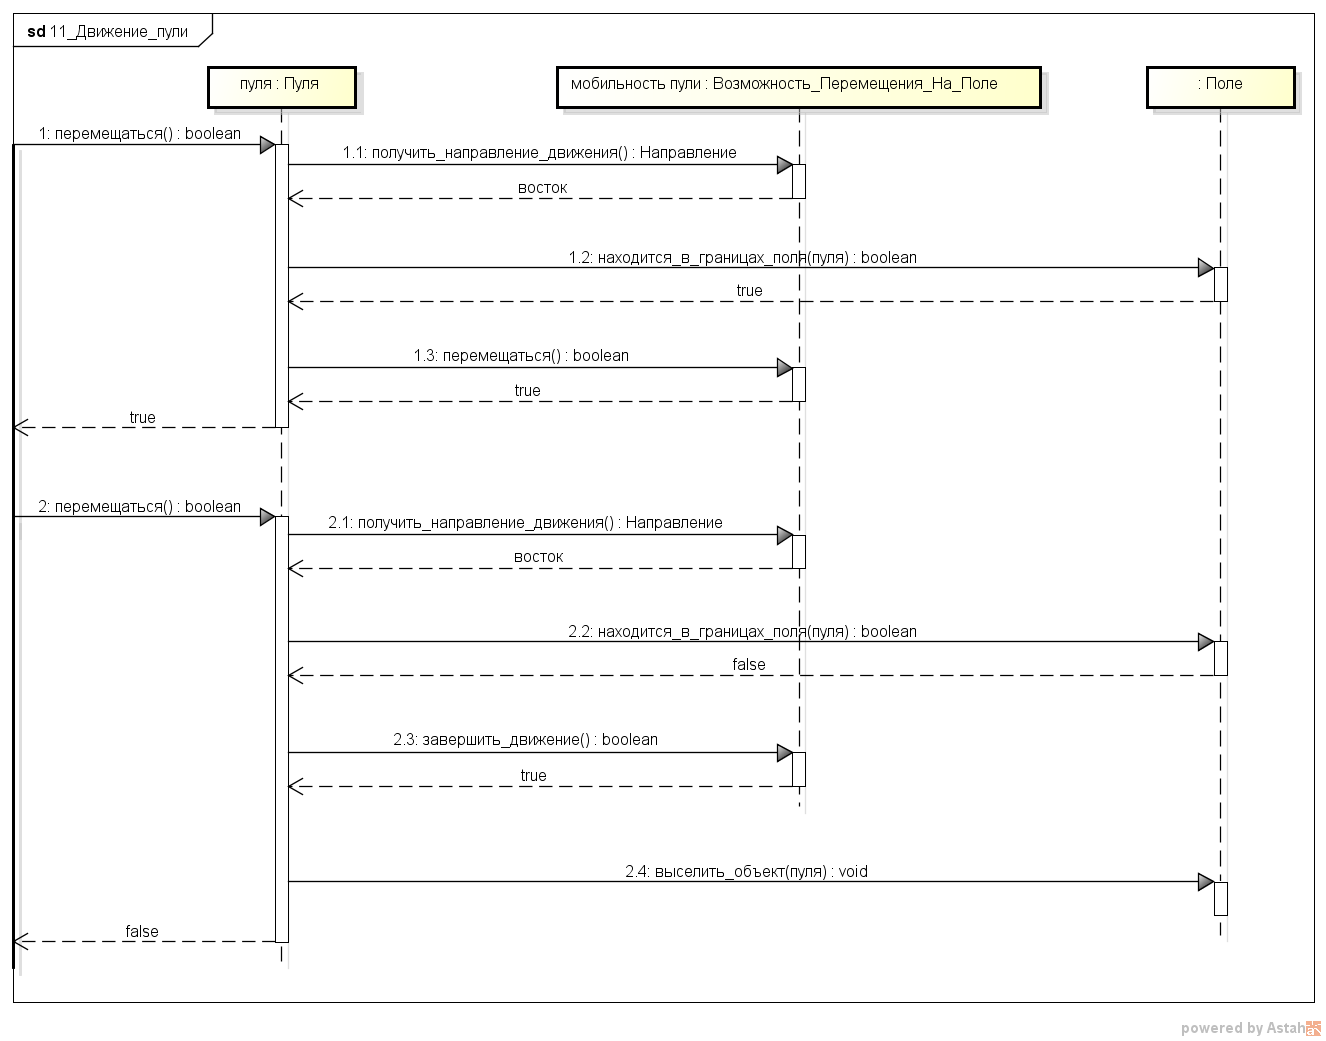 sd 11_Движение_пули
пуля : Пуля
мобильность пули : Возможность_Перемещения_На_Поле
: Поле
1: перемещаться() : boolean
1.1: получить_направление_движения() : Направление
восток
1.2: находится_в_границах_поля(пуля) : boolean
true
1.3: перемещаться() : boolean
true
true
2: перемещаться() : boolean
2.1: получить_направление_движения() : Направление
восток
2.2: находится_в_границах_поля(пуля) : boolean
false
2.3: завершить_движение() : boolean
true
2.4: выселить_объект(пуля) : void
false
powered by Astah